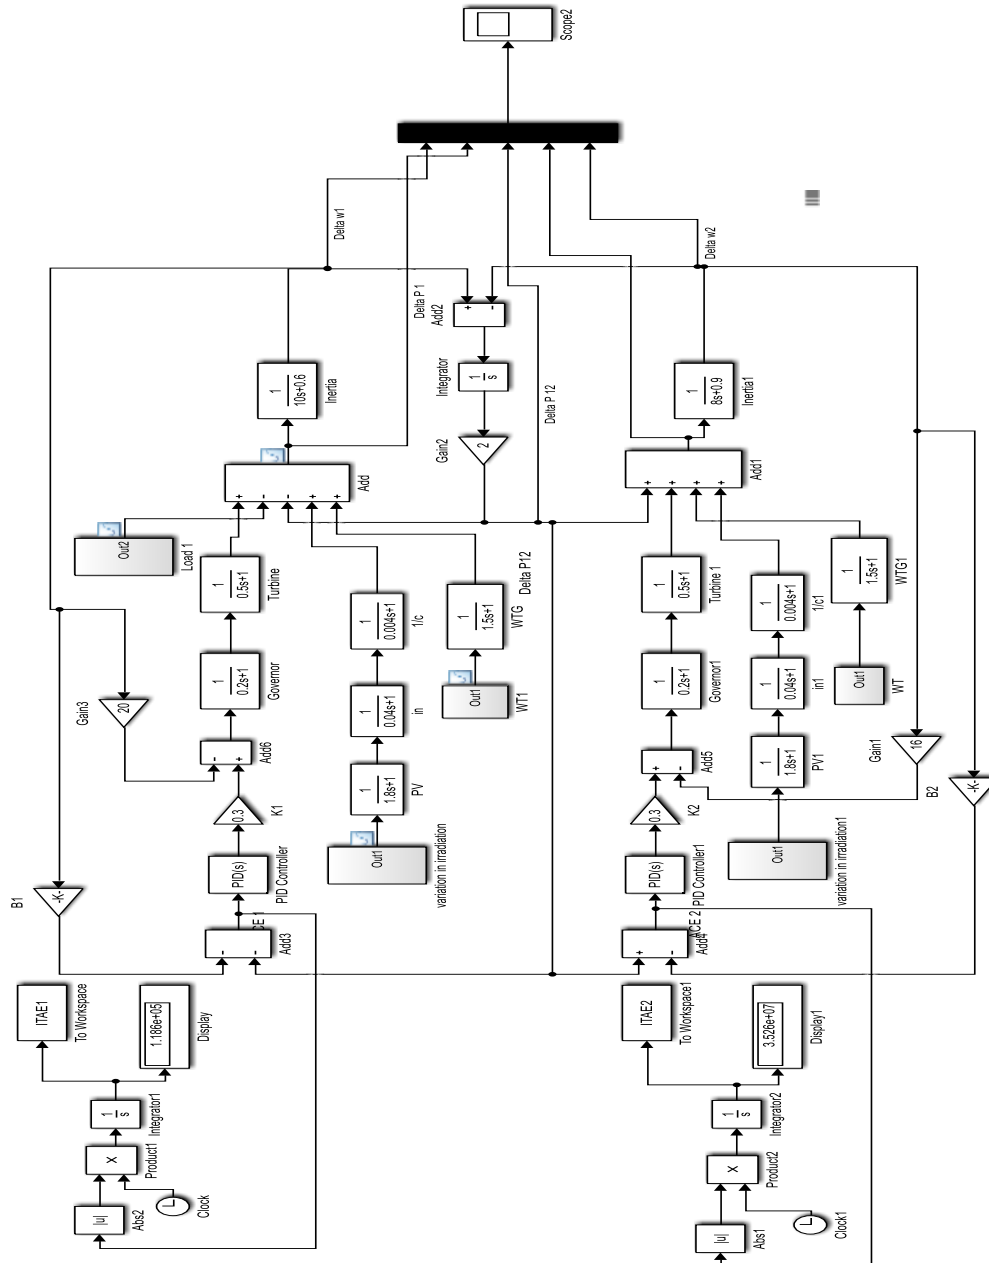 Scope2
Delta w1
Delta w2
Delta P 1
Add2
+
-
1
10s+0.6
Inertia
Integrator
1
s
Delta P 12
1
8s+0.9
Inertia1
Gain2
2
Add
+
-
-
+
+
Add1
+
+
+
+
Out2
Load 1
1
0.5s+1
Turbine
1
0.004s+1
1/c
1
1.5s+1
WTG
Delta P12
1
0.5s+1
Turbine 1
1
0.004s+1
1/c1
1
1.5s+1
WTG1
Gain3
20
1
0.2s+1
Governor
1
0.04s+1
in
Out1
WT1
1
0.2s+1
Governor1
1
0.04s+1
in1
Out1
WT
-
+
Add6
1
1.8s+1
PV
+
-
Add5
1
1.8s+1
PV1
Gain1
16
0.3
K1
0.3
K2
B2
-K-
B1
-K-
PID(s)
PID Controller
Out1
variation in irradiation
PID(s)
PID Controller1
Out1
variation in irradiation1
CE 1
-
-
Add3
ACE 2
+
-
Add4
ITAE1
To Workspace
1.186e+05
Display
ITAE2
To Workspace1
3.526e+07
Display1
1
s
Integrator1
1
s
Integrator2
X
Product1
X
Product2
|u|
Abs2
Clock
|u|
Abs1
Clock1